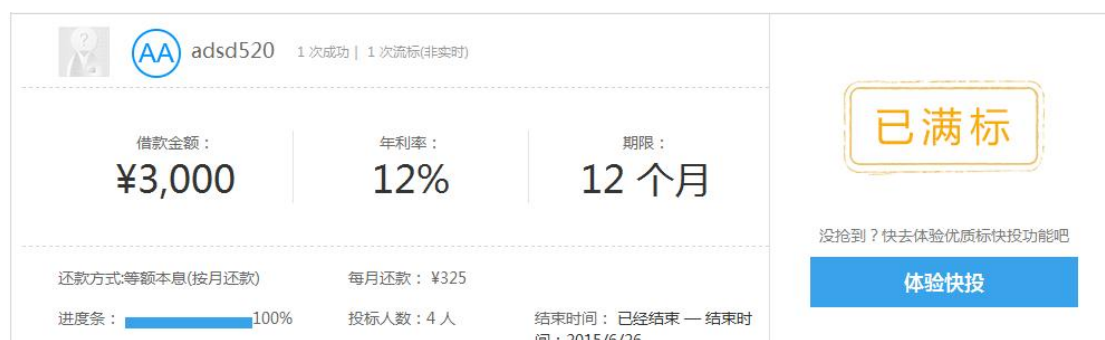 AA adsd520 1 次成功 | 1 次流标(非实时)
已满标
借款金额： 年利率： 期限：
¥3,000 12% 12 个月
没抢到？快去体验优质标快投功能吧
体验快投
还款方式:等额本息(按月还款) 每月还款： ¥325
进度条： 100% 投标人数：4 人 结束时间： 已经结束 — 结束时
间：2015/6/26